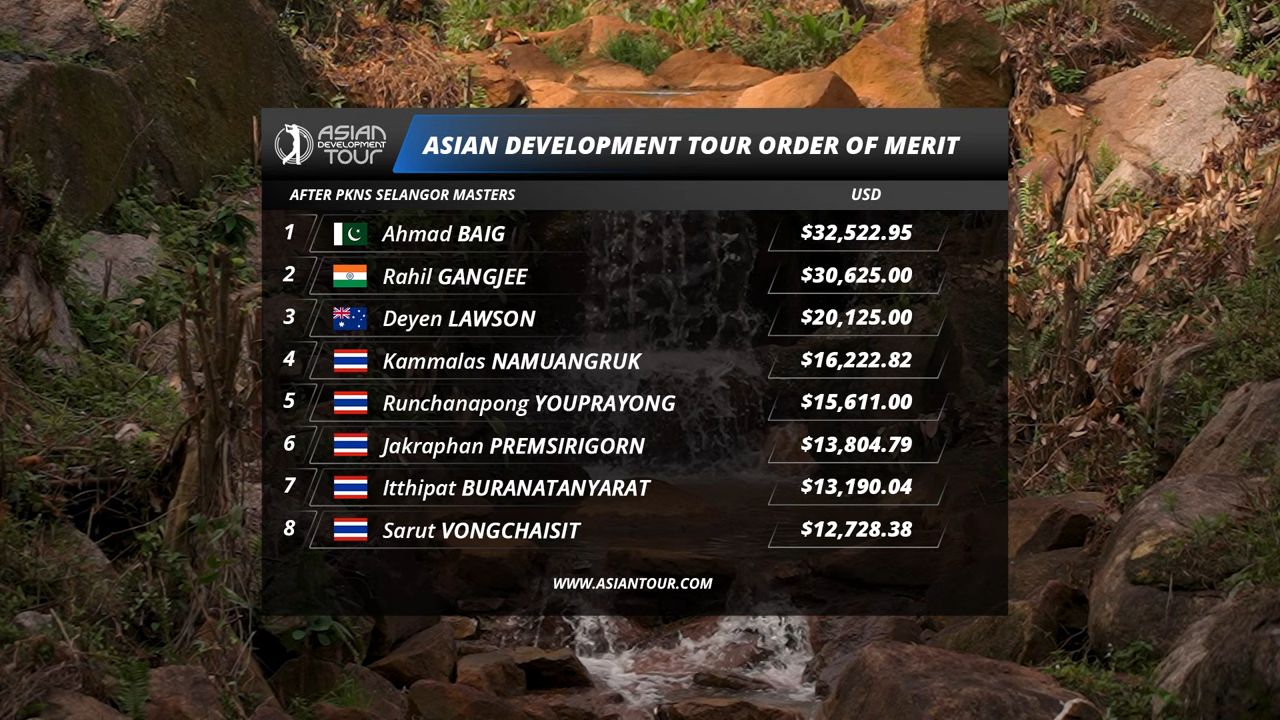 ASIAN DEVELOPMENT TOUR
ASIAN DEVELOPMENT TOUR ORDER OF MERIT
AFTER PKNS SELANGOR MASTERS USD
1 Ahmad BAIG $32,522.95
2 Rahil GANGJEE $30,625.00
3 Deyen LAWSON $20,125.00
4 Kammalas NAMUANGRUK $16,222.82
5 Runchanapong YOUPRAYONG $15,611.00
6 Jakraphan PREMSIRIGORN $13,804.79
7 Itthipat BURANATANYARAT $13,190.04
8 Sarut VONGCHAISIT $12,728.38
WWW.ASIANTOUR.COM